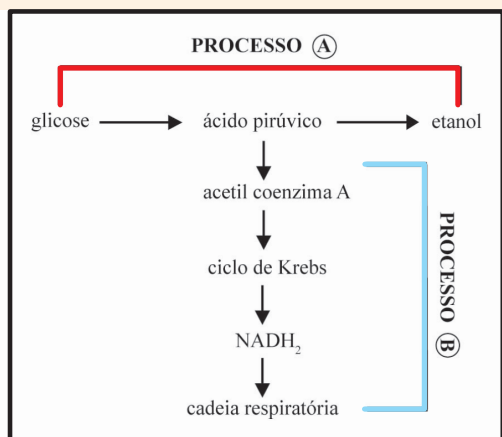 PROCESSO Ⓐ
glicose → ácido pirúvico → etanol
acetil coenzima A
ciclo de Krebs
NADH₂
cadeia respiratória
PROCESSO Ⓑ